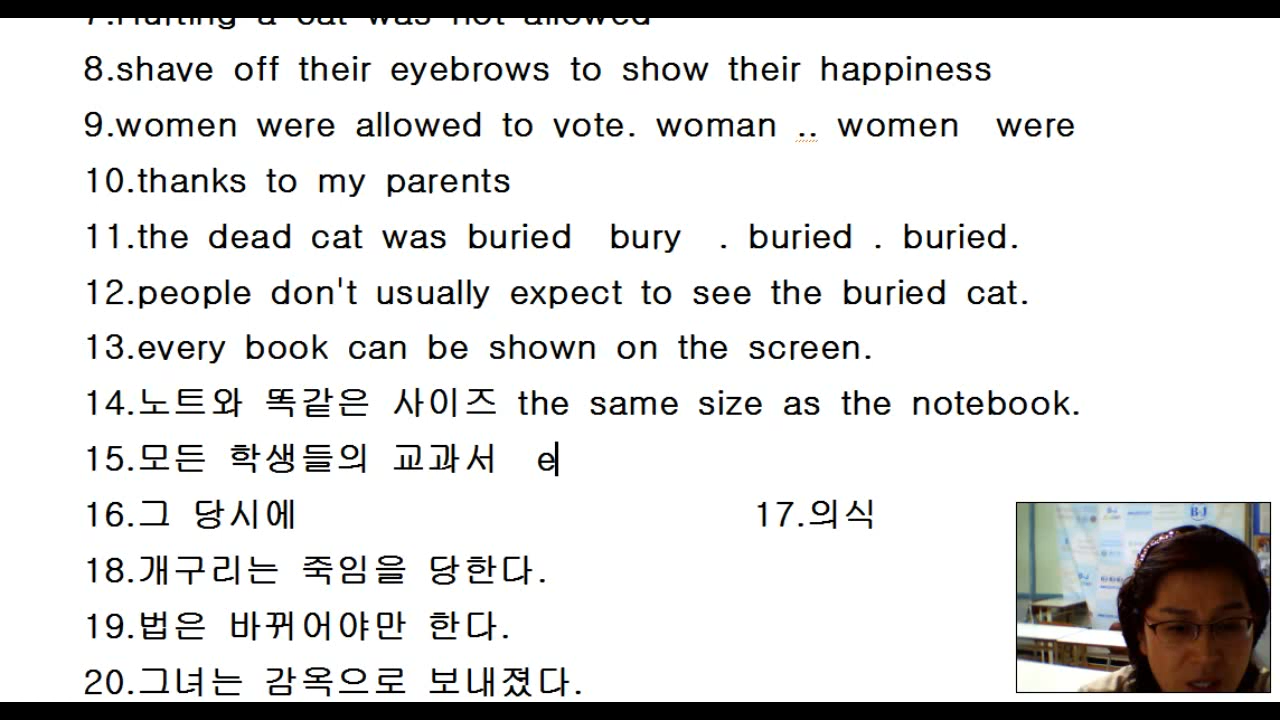 7.Hurting a cat was not allowed
8.shave off their eyebrows to show their happiness
9.women were allowed to vote. woman .. women were
10.thanks to my parents
11.the dead cat was buried bury . buried . buried.
12.people don't usually expect to see the buried cat.
13.every book can be shown on the screen.
14.노트와 똑같은 사이즈 the same size as the notebook.
15.모든 학생들의 교과서 e
16.그 당시에 17.의식
18.개구리는 죽임을 당한다.
19.법은 바뀌어야만 한다.
20.그녀는 감옥으로 보내졌다.